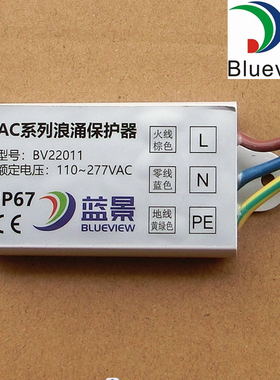 Blueview
AC系列浪涌保护器
型号：BV22011
额定电压：110~277VAC
P67
CE
蓝景
BLUEVIEW
火线
棕色
L
零线
蓝色
N
地线
黄绿色
PE